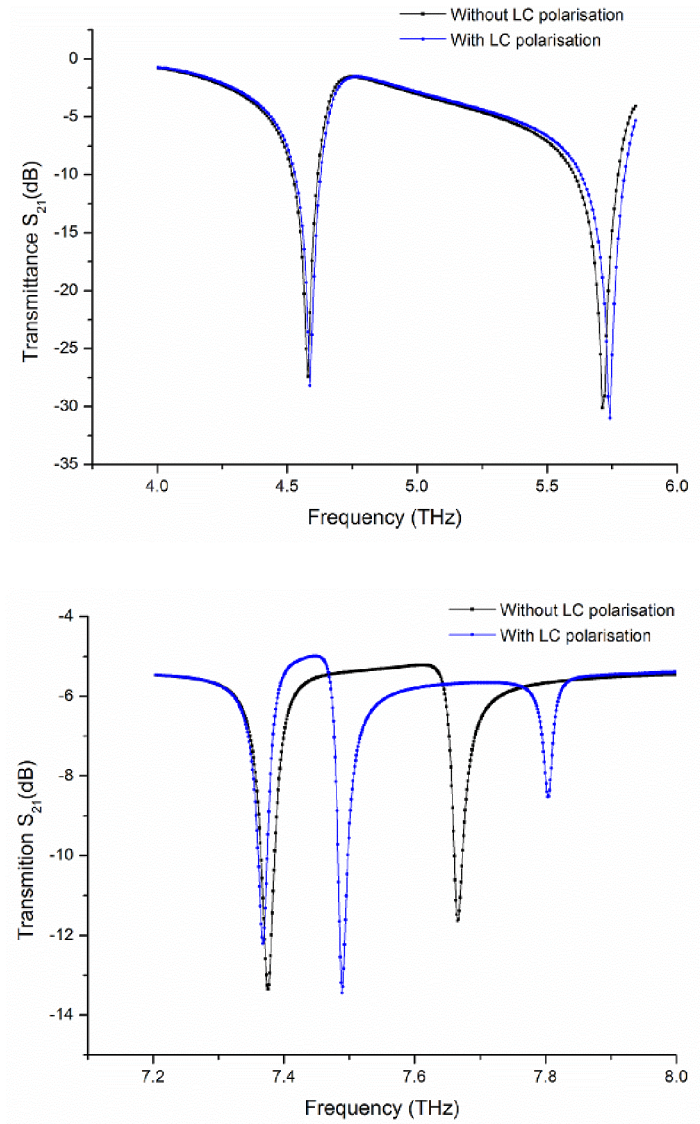 Without LC polarisation
With LC polarisation
0
-5
-10
-15
-20
-25
-30
-35
Transmittance S21(dB)
4.0 4.5 5.0 5.5 6.0
Frequency (THz)
Without LC polarisation
With LC polarisation
-4
-6
-8
-10
-12
-14
Transmition S21(dB)
7.2 7.4 7.6 7.8 8.0
Frequency (THz)